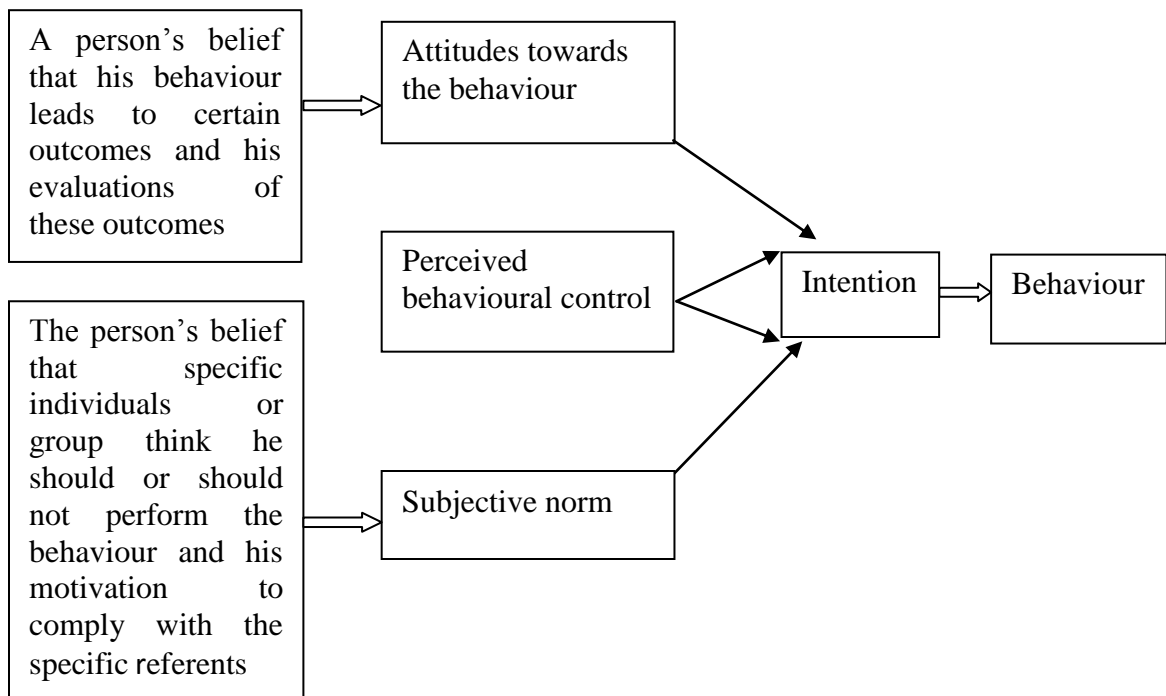 A person’s belief
that his behaviour
leads to certain
outcomes and his
evaluations of
these outcomes
Attitudes towards
the behaviour
Perceived
behavioural control
Intention
Behaviour
The person’s belief
that specific
individuals or
group think he
should or should
not perform the
behaviour and his
motivation to
comply with the
specific referents
Subjective norm